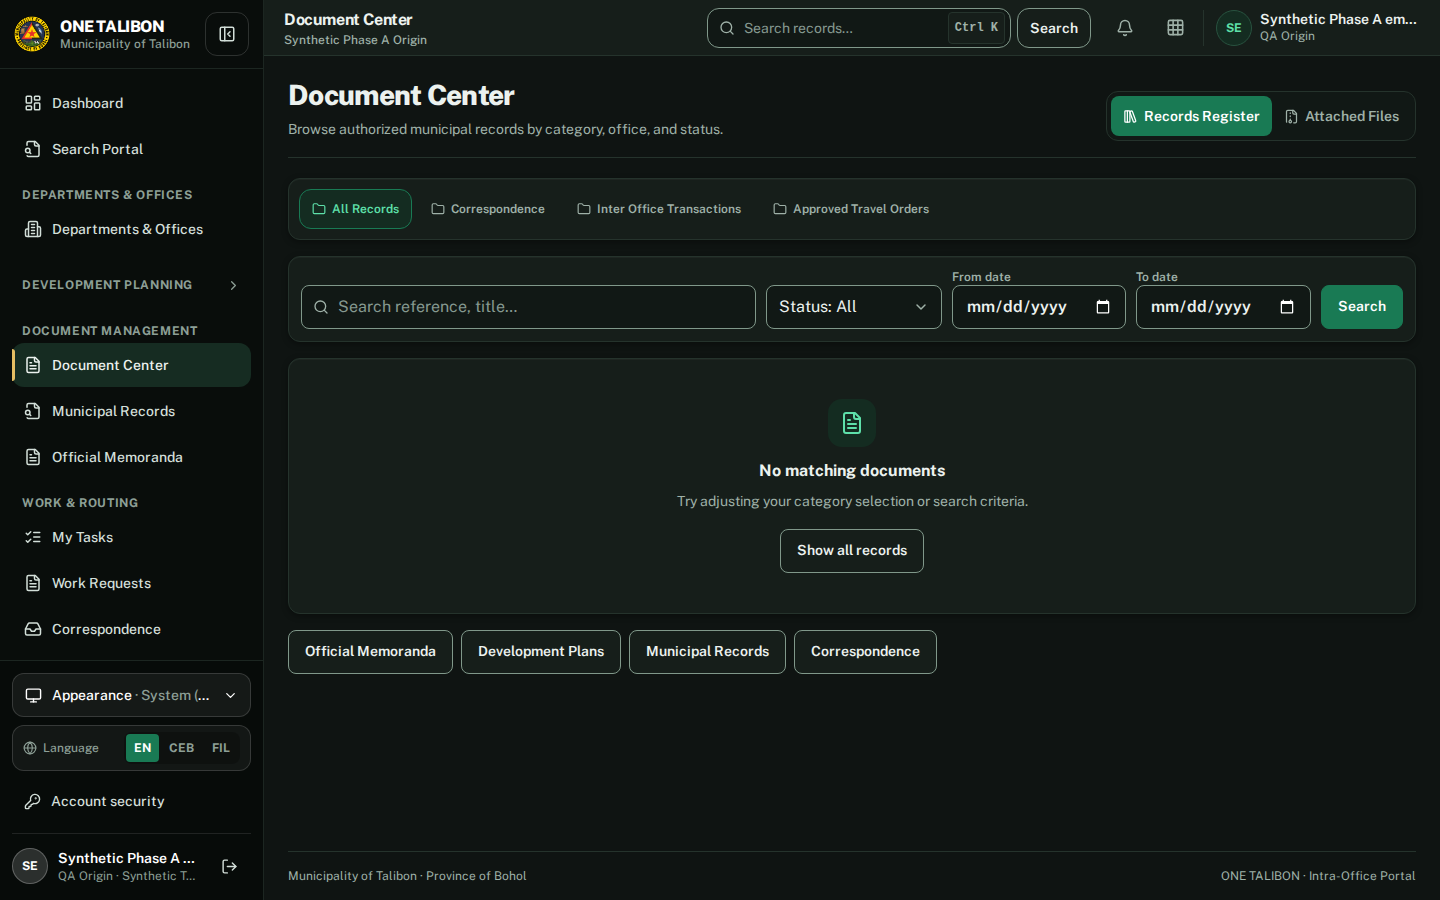 ONE TALIBON
Municipality of Talibon
Dashboard
Search Portal
DEPARTMENTS & OFFICES
Departments & Offices
DEVELOPMENT PLANNING
DOCUMENT MANAGEMENT
Document Center
Municipal Records
Official Memoranda
WORK & ROUTING
My Tasks
Work Requests
Correspondence
Appearance · System (...
Language EN CEB FIL
Account security
SE Synthetic Phase A ...
QA Origin · Synthetic T...
Document Center
Synthetic Phase A Origin
Search records... Ctrl K Search
SE Synthetic Phase A em...
QA Origin
Document Center
Browse authorized municipal records by category, office, and status.
Records Register Attached Files
All Records Correspondence Inter Office Transactions Approved Travel Orders
From date To date
Search reference, title... Status: All mm/dd/yyyy mm/dd/yyyy Search
No matching documents
Try adjusting your category selection or search criteria.
Show all records
Official Memoranda Development Plans Municipal Records Correspondence
Municipality of Talibon · Province of Bohol
ONE TALIBON · Intra-Office Portal